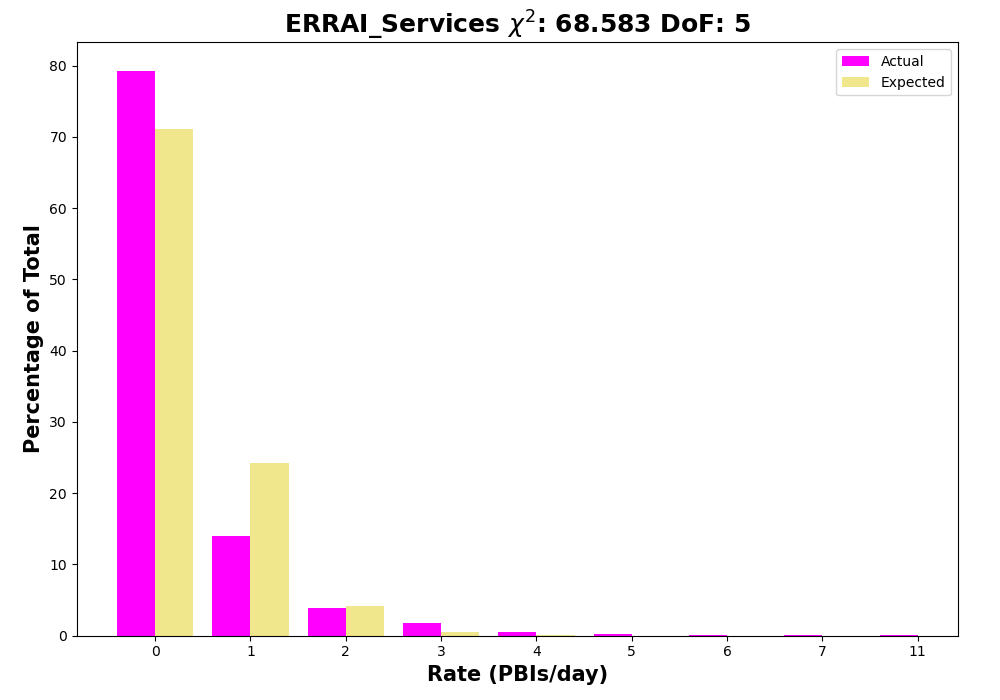 ERRAI_Services χ²: 68.583 DoF: 5
Actual
Expected
Percentage of Total
80
70
60
50
40
30
20
10
0
0 1 2 3 4 5 6 7 11
Rate (PBIs/day)